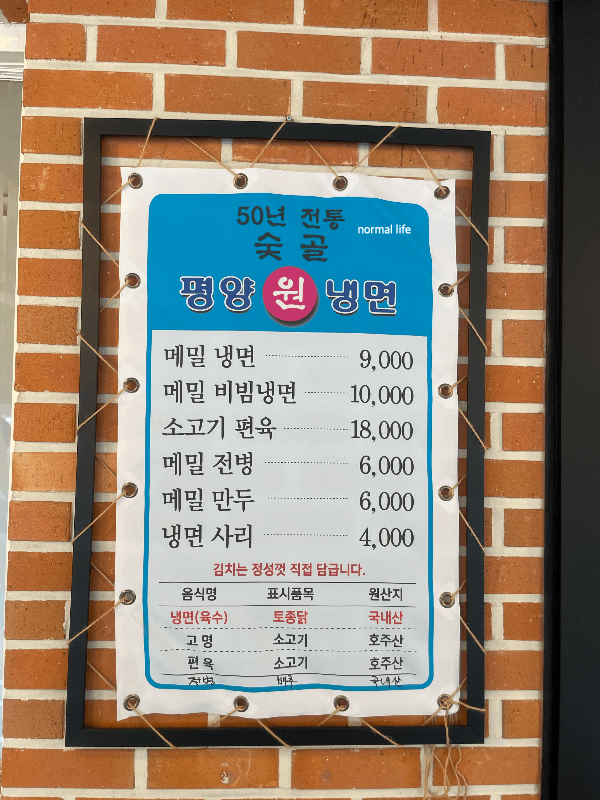 50년 전통
숯골
normal life
평양 원 냉면
메밀 냉면 9,000
메밀 비빔냉면 10,000
소고기 편육 18,000
메밀 전병 6,000
메밀 만두 6,000
냉면 사리 4,000
김치는 정성껏 직접 담급니다.
음식명 표시품목 원산지
냉면(육수) 토종닭 국내산
고명 소고기 호주산
편육 소고기 호주산
전병 배추 국내산